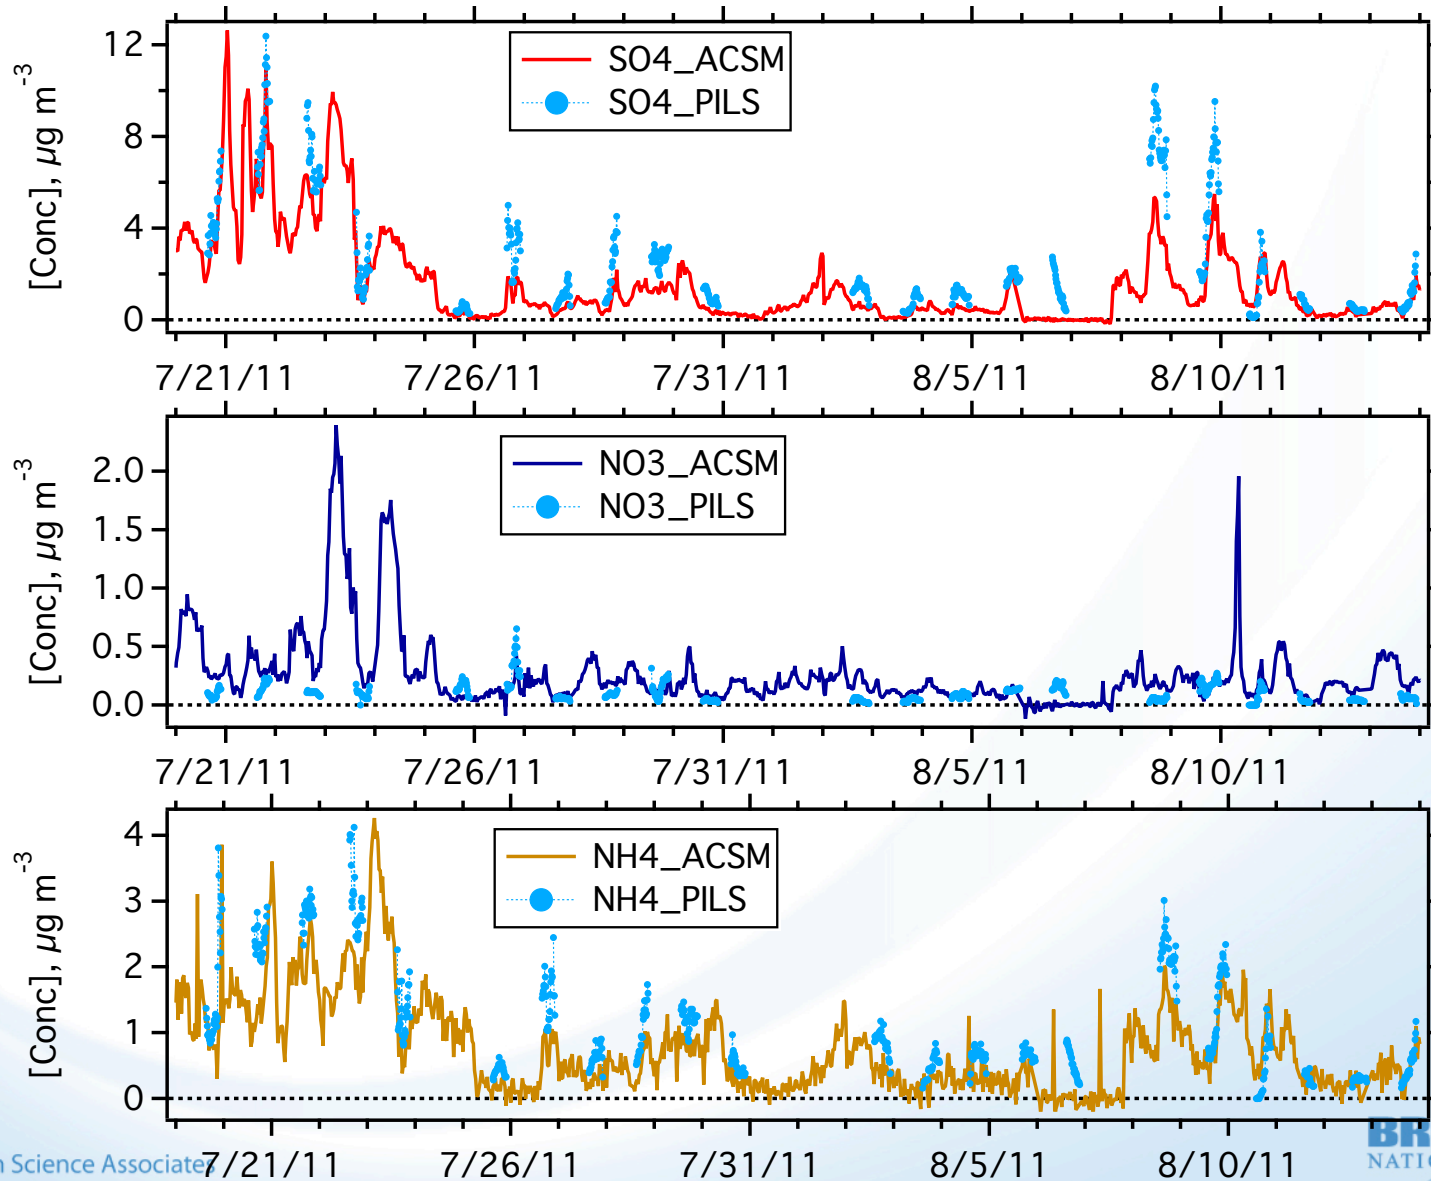 12
8
4
0
[Conc], µg m⁻³
SO4_ACSM
SO4_PILS
7/21/11 7/26/11 7/31/11 8/5/11 8/10/11
2.0
1.5
1.0
0.5
0.0
[Conc], µg m⁻³
NO3_ACSM
NO3_PILS
7/21/11 7/26/11 7/31/11 8/5/11 8/10/11
4
3
2
1
0
[Conc], µg m⁻³
NH4_ACSM
NH4_PILS
7/21/11 7/26/11 7/31/11 8/5/11 8/10/11
n Science Associates
BR
NATI